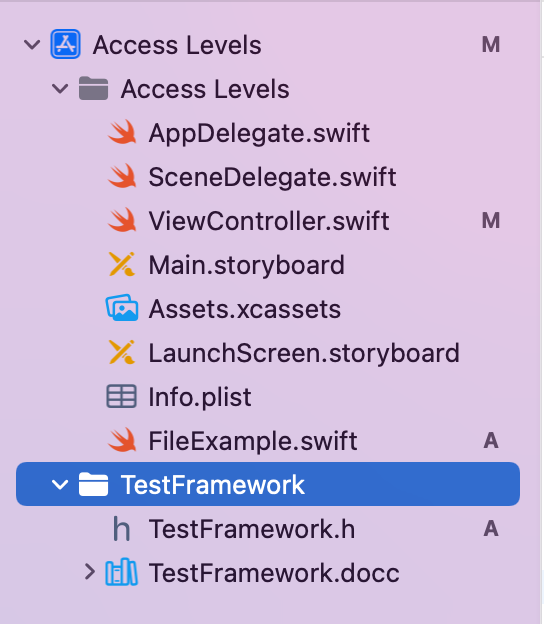 Access Levels M
Access Levels
AppDelegate.swift
SceneDelegate.swift
ViewController.swift M
Main.storyboard
Assets.xcassets
LaunchScreen.storyboard
Info.plist
FileExample.swift A
TestFramework
h TestFramework.h A
TestFramework.docc